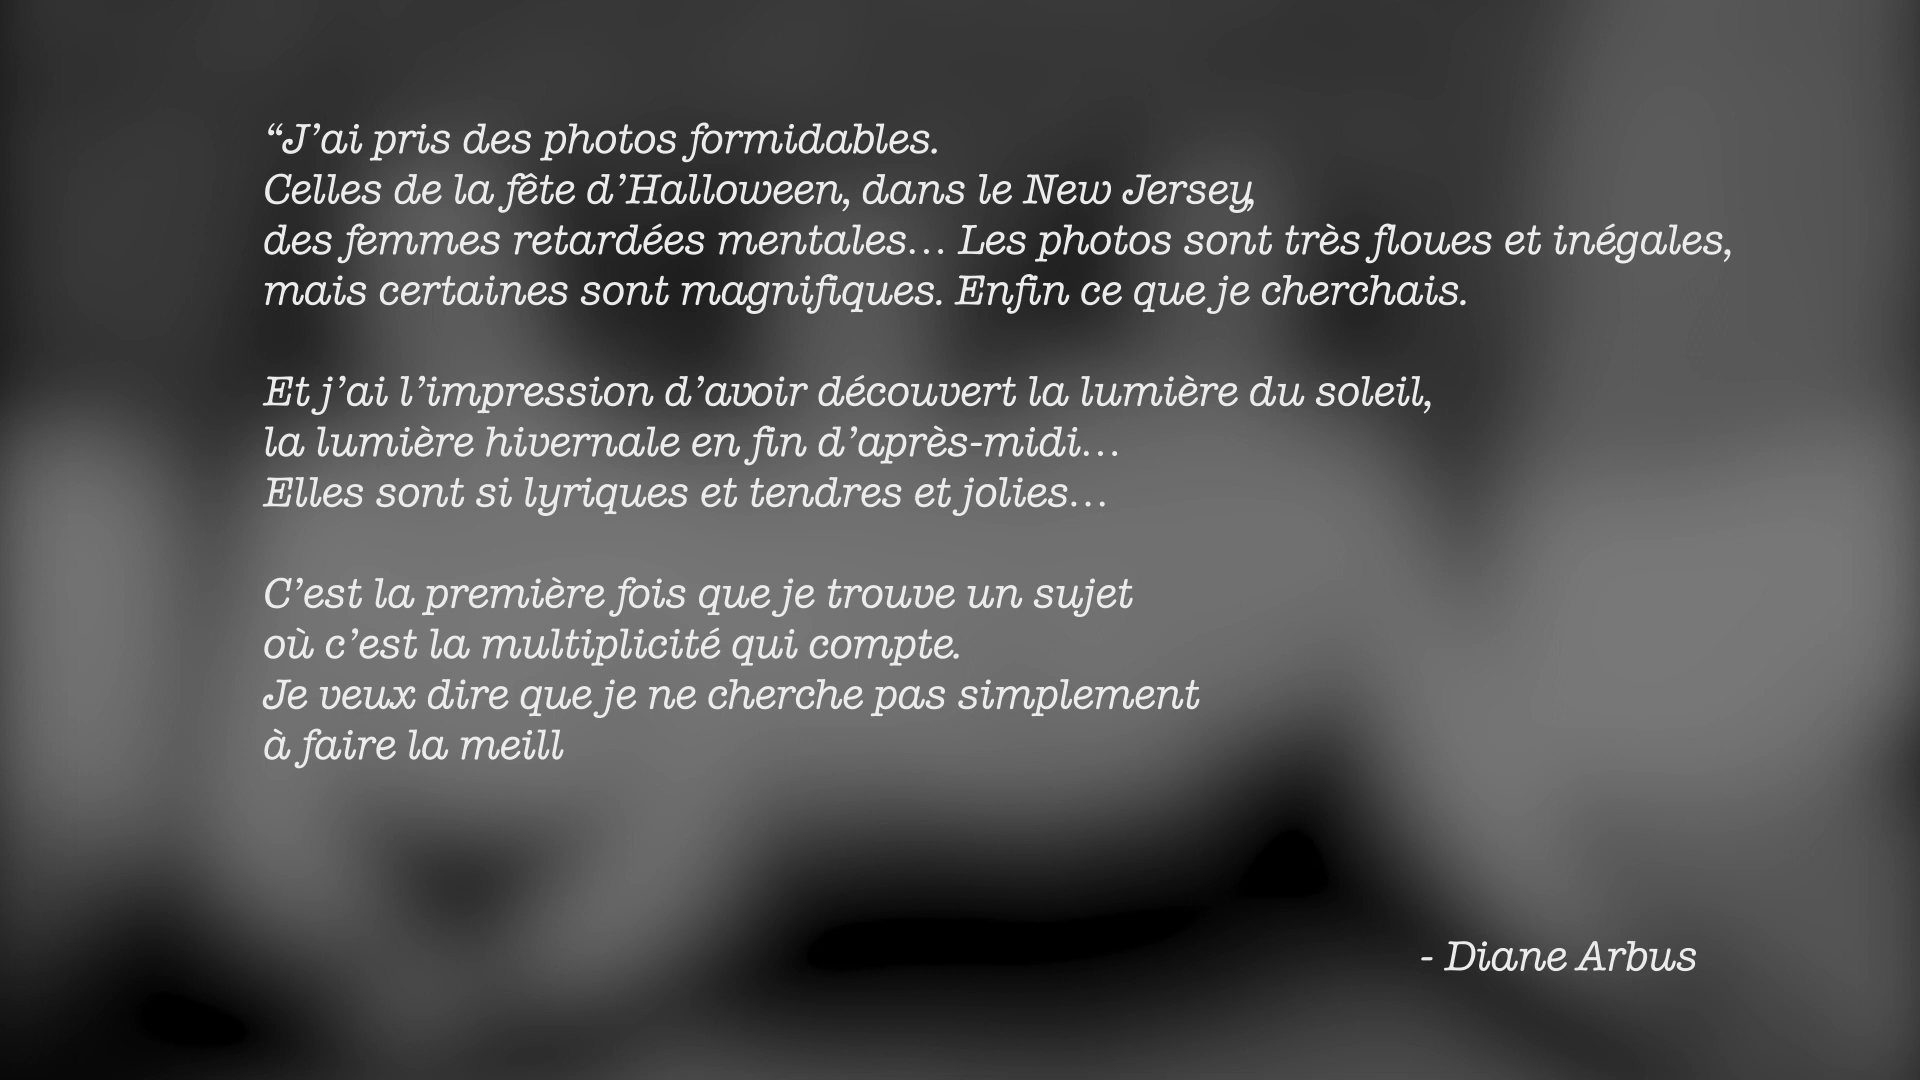 “J’ai pris des photos formidables.
Celles de la fête d’Halloween, dans le New Jersey,
des femmes retardées mentales… Les photos sont très floues et inégales,
mais certaines sont magnifiques. Enfin ce que je cherchais.
Et j’ai l’impression d’avoir découvert la lumière du soleil,
la lumière hivernale en fin d’après-midi…
Elles sont si lyriques et tendres et jolies…
C’est la première fois que je trouve un sujet
où c’est la multiplicité qui compte.
Je veux dire que je ne cherche pas simplement
à faire la meill
- Diane Arbus